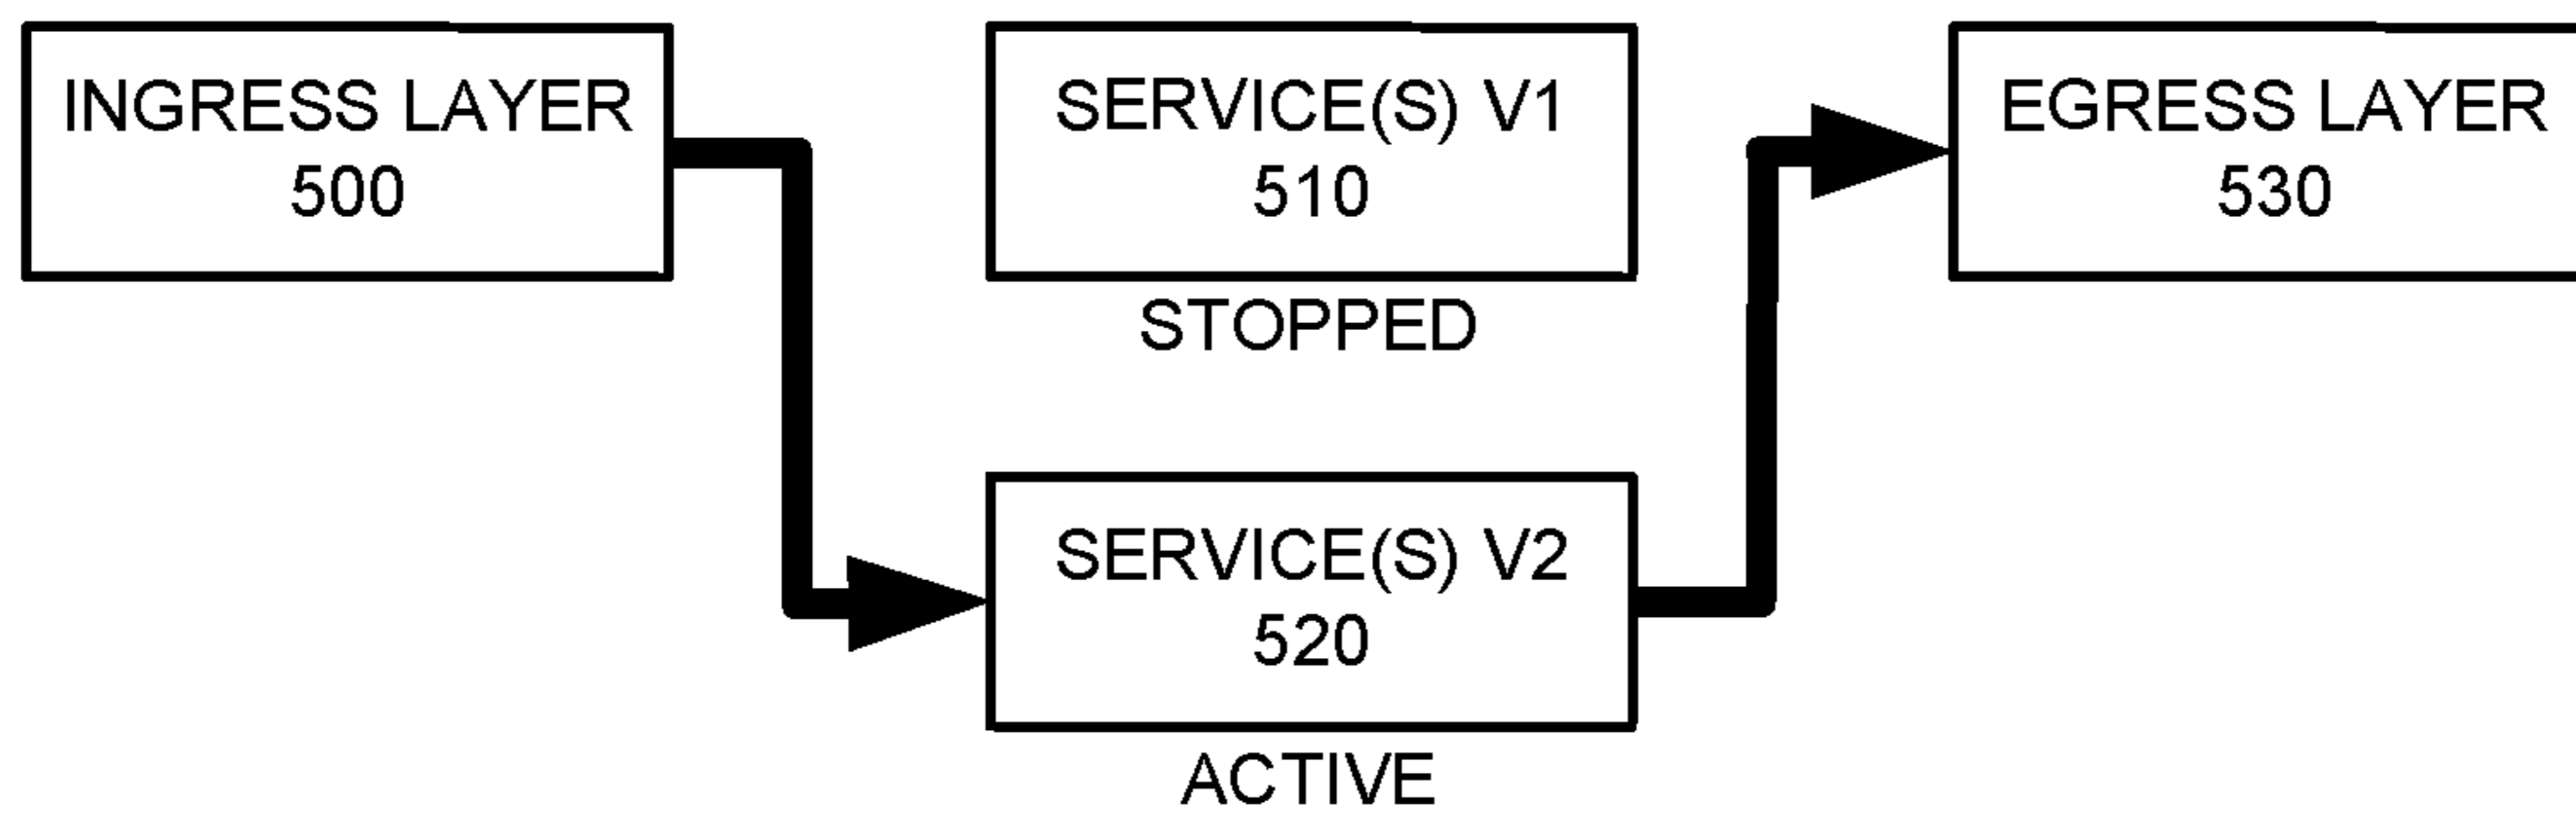 INGRESS LAYER
500
SERVICE(S) V1
510
STOPPED
SERVICE(S) V2
520
ACTIVE
EGRESS LAYER
530